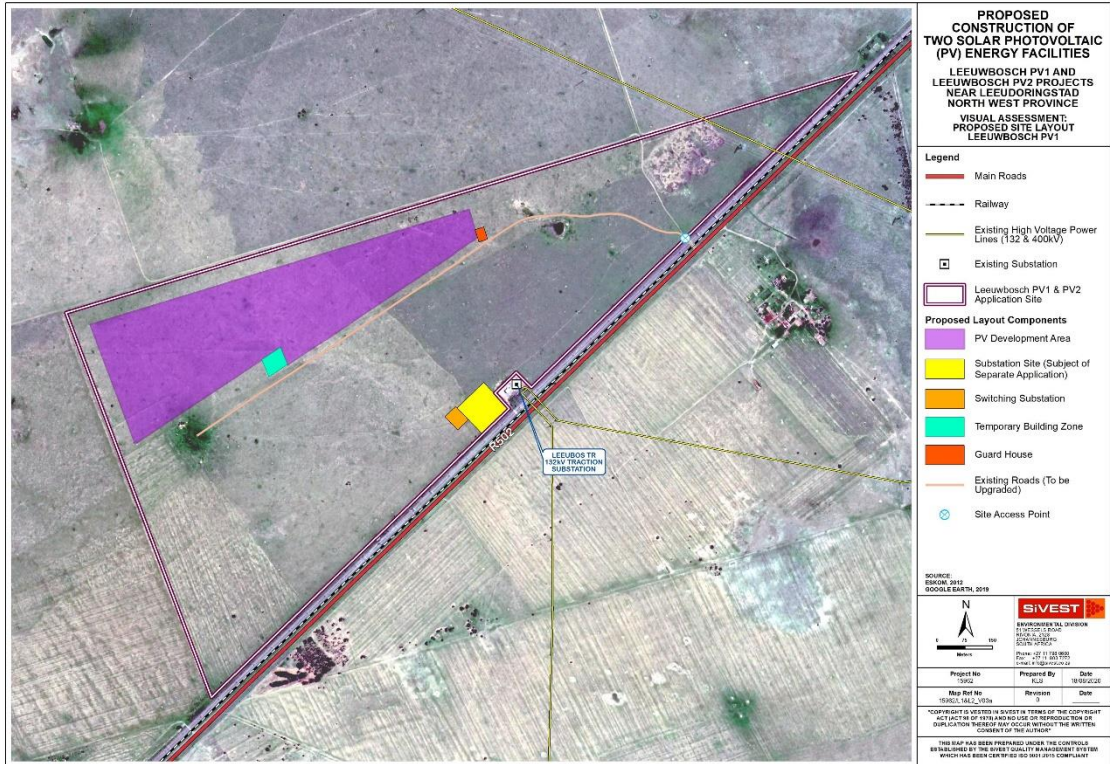 PROPOSED
CONSTRUCTION OF
TWO SOLAR PHOTOVOLTAIC
(PV) ENERGY FACILITIES
LEEUWBOSCH PV1 AND
LEEUWBOSCH PV2 PROJECTS
NEAR LEEUDORINGSTAD
NORTH WEST PROVINCE
VISUAL ASSESSMENT:
PROPOSED SITE LAYOUT
LEEUWBOSCH PV1
Legend
Main Roads
Railway
Existing High Voltage Power
Lines (132 & 400kV)
Existing Substation
Leeuwbosch PV1 & PV2
Application Site
Proposed Layout Components
PV Development Area
Substation Site (Subject of
Separate Application)
Switching Substation
Temporary Building Zone
Guard House
Existing Roads (To be
Upgraded)
Site Access Point
SOURCE:
ESKOM, 2012
GOOGLE EARTH, 2019
N
Meters
SiVEST
ENVIRONMENTAL DIVISION
SOUTH AFRICA
Project No
Prepared By
Date
15962
KLS
Map Ref No
Revision
Date
0
"COPYRIGHT IS VESTED IN SIVEST IN TERMS OF THE COPYRIGHT
ACT (ACT 98 OF 1978) AND NO USE OR REPRODUCTION OR
DUPLICATION THEREOF MAY OCCUR WITHOUT THE WRITTEN
CONSENT OF THE AUTHOR"
THIS MAP HAS BEEN PREPARED UNDER THE CONTROLS
ESTABLISHED BY THE SIVEST QUALITY MANAGEMENT SYSTEM
WHICH HAS BEEN CERTIFIED ISO 9001:2015 COMPLIANT
R502
LEEUBOS TR
132kV TRACTION
SUBSTATION